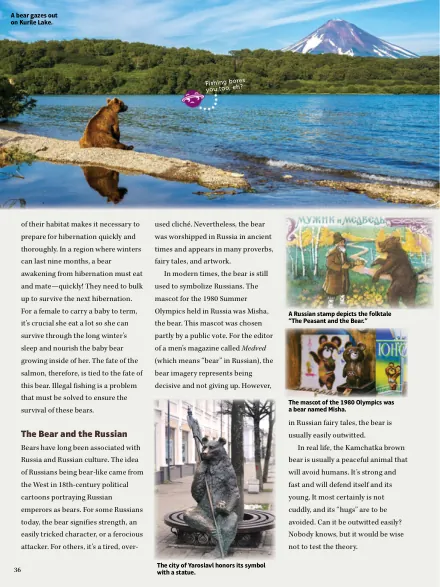 A bear gazes out
on Kurile Lake.
Fishing bores
you too, eh?
of their habitat makes it necessary to
prepare for hibernation quickly and
thoroughly. In a region where winters
can last nine months, a bear
awakening from hibernation must eat
and mate—quickly! They need to bulk
up to survive the next hibernation.
For a female to carry a baby to term,
it's crucial she eat a lot so she can
survive through the long winter's
sleep and nourish the baby bear
growing inside of her. The fate of the
salmon, therefore, is tied to the fate of
this bear. Illegal fishing is a problem
that must be solved to ensure the
survival of these bears.
The Bear and the Russian
Bears have long been associated with
Russia and Russian culture. The idea
of Russians being bear-like came from
the West in 18th-century political
cartoons portraying Russian
emperors as bears. For some Russians
today, the bear signifies strength, an
easily tricked character, or a ferocious
attacker. For others, it's a tired, over-
used cliché. Nevertheless, the bear
was worshipped in Russia in ancient
times and appears in many proverbs,
fairy tales, and artwork.
In modern times, the bear is still
used to symbolize Russians. The
mascot for the 1980 Summer
Olympics held in Russia was Misha,
the bear. This mascot was chosen
partly by a public vote. For the editor
of a men's magazine called Medved
(which means "bear" in Russian), the
bear imagery represents being
decisive and not giving up. However,
The city of Yaroslavl honors its symbol
with a statue.
МУЖИК и МЕДВЕДЬ
A Russian stamp depicts the folktale
"The Peasant and the Bear."
The mascot of the 1980 Olympics was
a bear named Misha.
in Russian fairy tales, the bear is
usually easily outwitted.
In real life, the Kamchatka brown
bear is usually a peaceful animal that
will avoid humans. It's strong and
fast and will defend itself and its
young. It most certainly is not
cuddly, and its "hugs" are to be
avoided. Can it be outwitted easily?
Nobody knows, but it would be wise
not to test the theory.
36